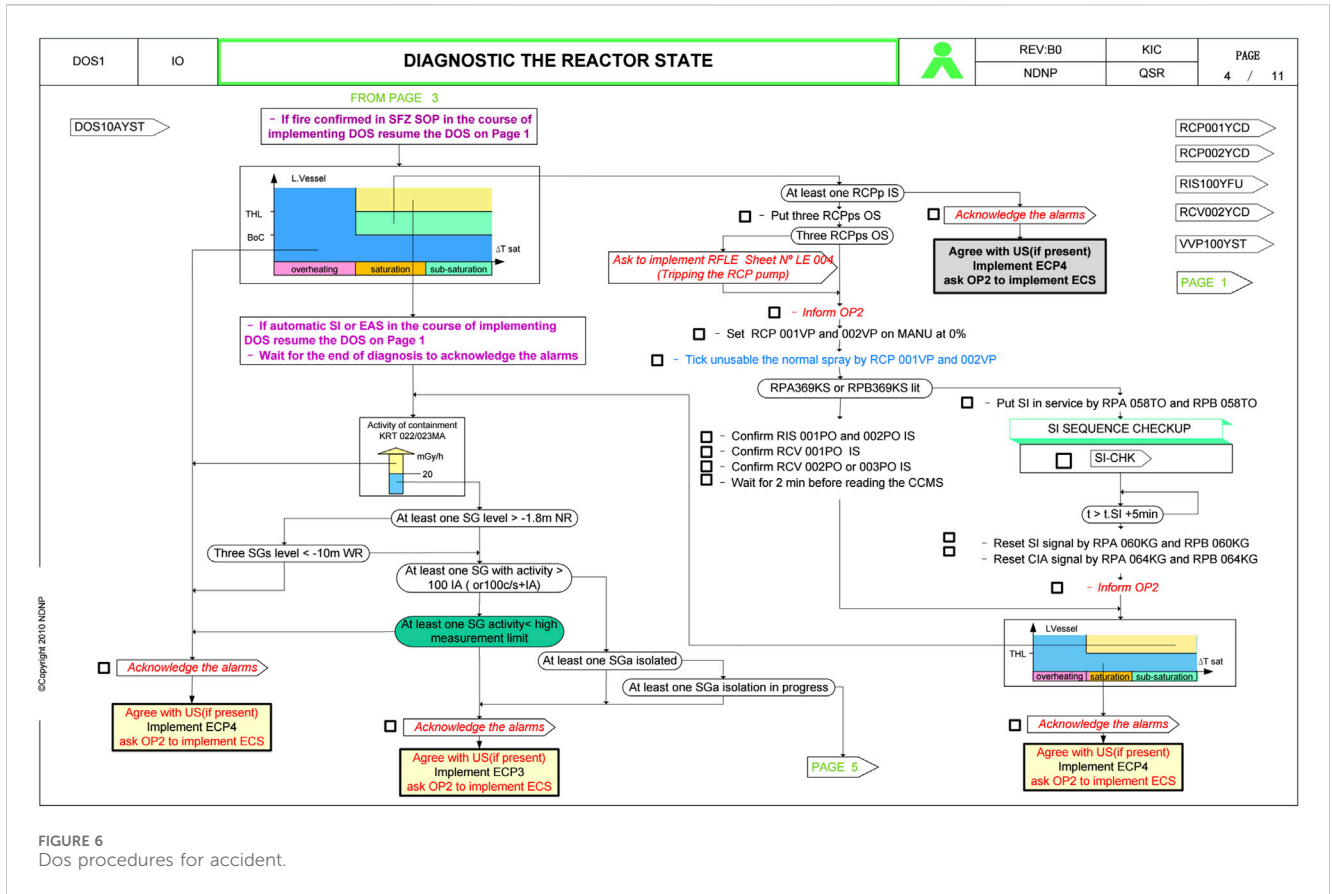 DOS1
IO
DIAGNOSTIC THE REACTOR STATE
REV:B0
KIC
PAGE
NDNP
QSR
4 / 11
FROM PAGE 3
DOS10AYST
- If fire confirmed in SFZ SOP in the course of
implementing DOS resume the DOS on Page 1
L.Vessel
THL
BoC
ΔT sat
overheating
saturation
sub-saturation
- If automatic SI or EAS in the course of implementing
DOS resume the DOS on Page 1
- Wait for the end of diagnosis to acknowledge the alarms
Activity of containment
KRT 022/023MA
mGy/h
20
At least one SG level > -1.8m NR
Three SGs level < -10m WR
At least one SG with activity >
100 IA ( or100c/s+IA)
At least one SG activity< high
measurement limit
At least one SGa isolated
At least one SGa isolation in progress
Acknowledge the alarms
Agree with US(if present)
Implement ECP4
ask OP2 to implement ECS
Acknowledge the alarms
Agree with US(if present)
Implement ECP3
ask OP2 to implement ECS
PAGE 5
At least one RCPp IS
- Put three RCPps OS
Three RCPps OS
Ask to implement RFLE Sheet Nº LE 004
(Tripping the RCP pump)
Acknowledge the alarms
Agree with US(if present)
Implement ECP4
ask OP2 to implement ECS
- Inform OP2
- Set RCP 001VP and 002VP on MANU at 0%
- Tick unusable the normal spray by RCP 001VP and 002VP
RPA369KS or RPB369KS lit
- Confirm RIS 001PO and 002PO IS
- Confirm RCV 001PO IS
- Confirm RCV 002PO or 003PO IS
- Wait for 2 min before reading the CCMS
- Put SI in service by RPA 058TO and RPB 058TO
SI SEQUENCE CHECKUP
SI-CHK
t > t.SI +5min
- Reset SI signal by RPA 060KG and RPB 060KG
- Reset CIA signal by RPA 064KG and RPB 064KG
- Inform OP2
LVessel
THL
ΔT sat
overheating
saturation
sub-saturation
Acknowledge the alarms
Agree with US(if present)
Implement ECP4
ask OP2 to implement ECS
RCP001YCD
RCP002YCD
RIS100YFU
RCV002YCD
VVP100YST
PAGE 1
©Copyright 2010 NDNP
FIGURE 6
Dos procedures for accident.